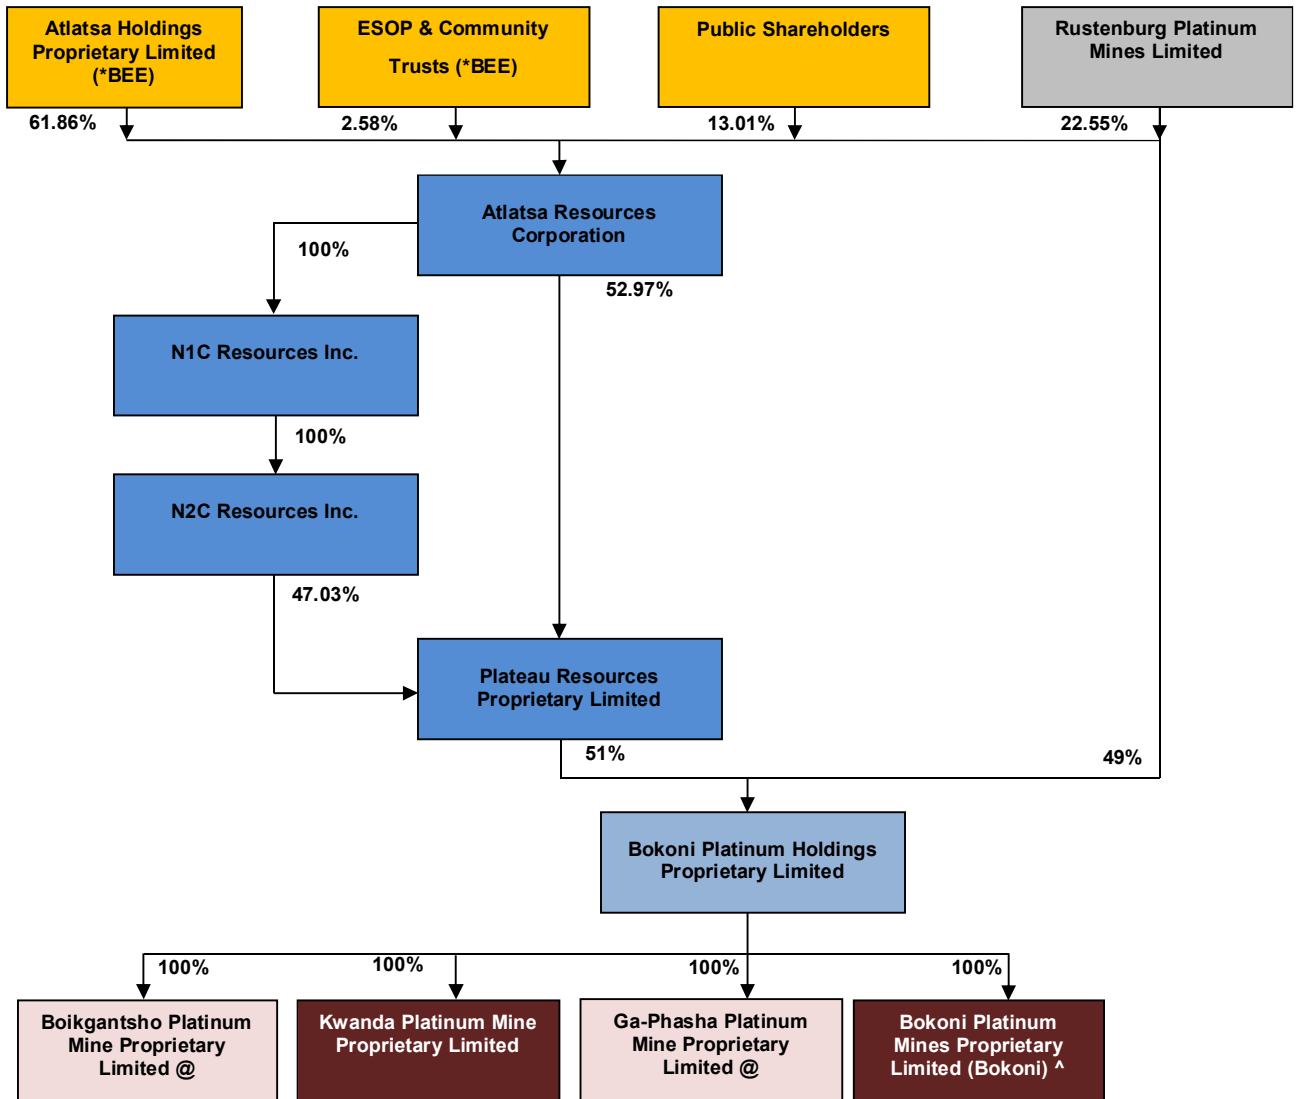 Atlatsa Holdings
Proprietary Limited
(*BEE)
ESOP & Community
Trusts (*BEE)
Public Shareholders
Rustenburg Platinum
Mines Limited
61.86%
2.58%
13.01%
22.55%
Atlatsa Resources
Corporation
100%
52.97%
N1C Resources Inc.
100%
N2C Resources Inc.
47.03%
Plateau Resources
Proprietary Limited
51%
49%
Bokoni Platinum Holdings
Proprietary Limited
100%
100%
100%
100%
Boikgantsho Platinum
Mine Proprietary
Limited @
Kwanda Platinum Mine
Proprietary Limited
Ga-Phasha Platinum
Mine Proprietary
Limited @
Bokoni Platinum
Mines Proprietary
Limited (Bokoni) ^